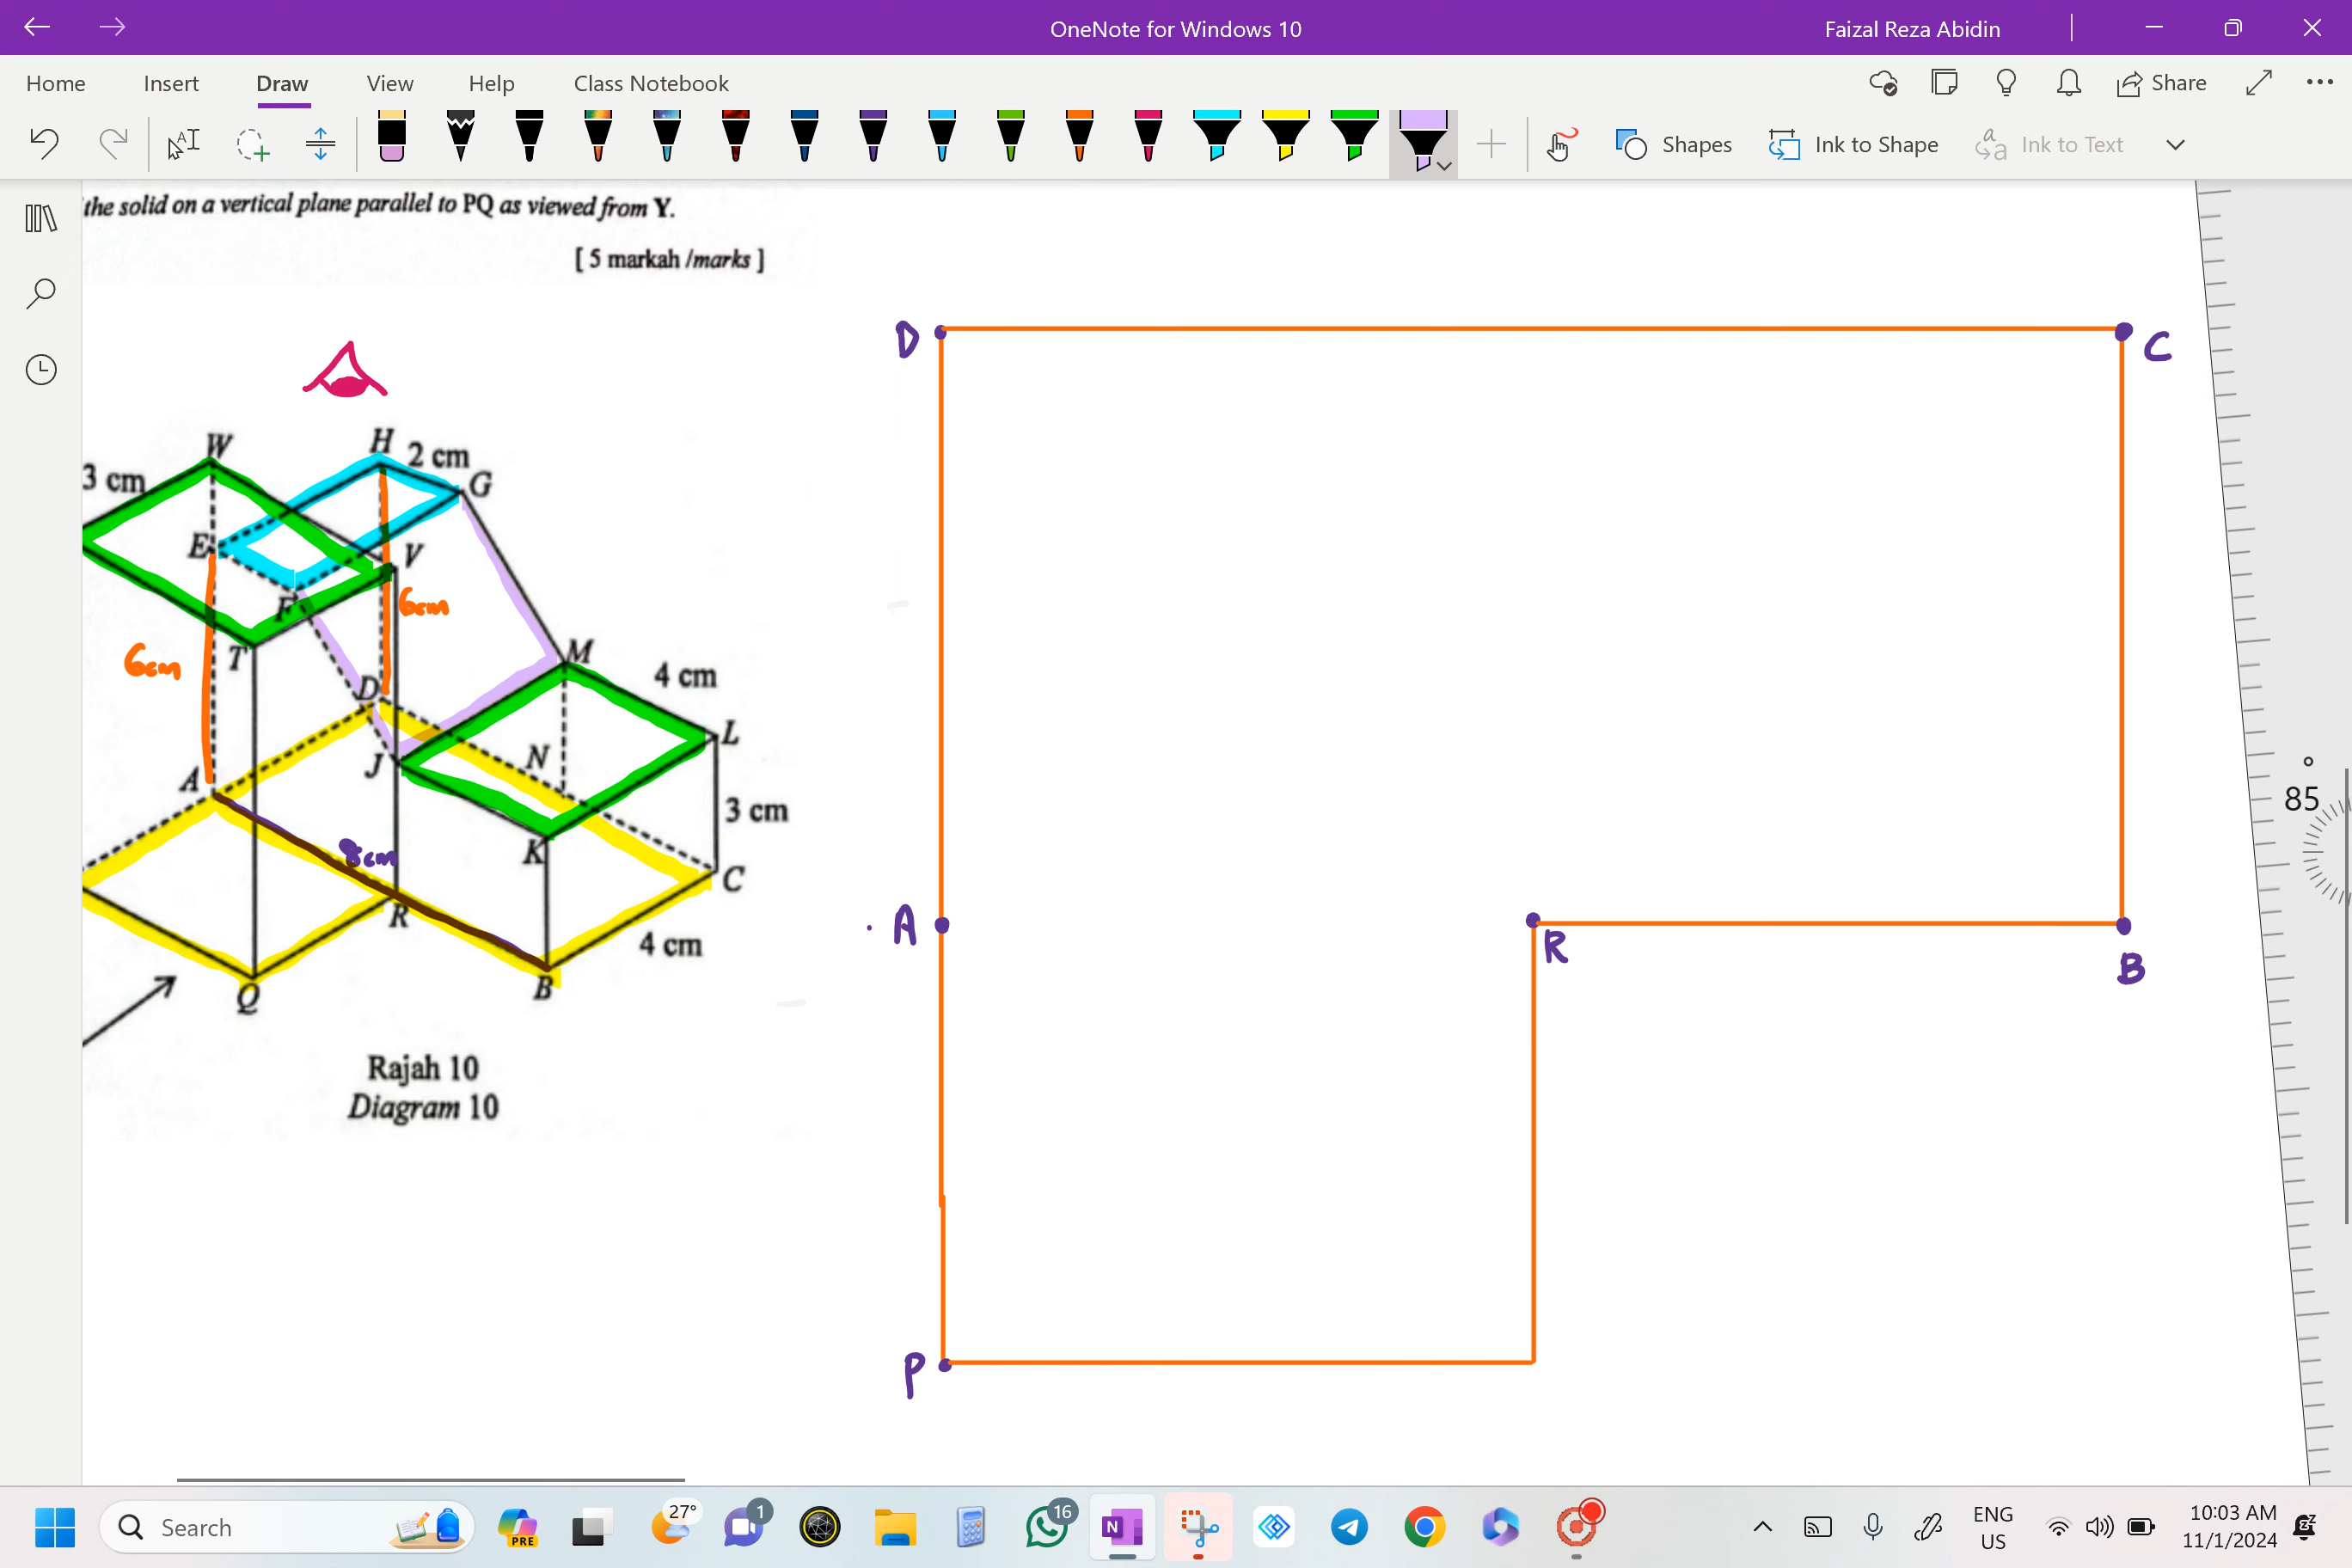 OneNote for Windows 10
Faizal Reza Abidin
Home Insert Draw View Help Class Notebook
Share
Shapes Ink to Shape Ink to Text
the solid on a vertical plane parallel to PQ as viewed from Y.
[ 5 markah /marks ]
D C
W H 2 cm
3 cm G
E V
F 6cm
6cm T M 4 cm
D L
A J N 3 cm
8cm K C
R 4 cm
Q B
Rajah 10
Diagram 10
A R B
P
85
Search
PRE
27°
1
16
ENG
US
10:03 AM
11/1/2024